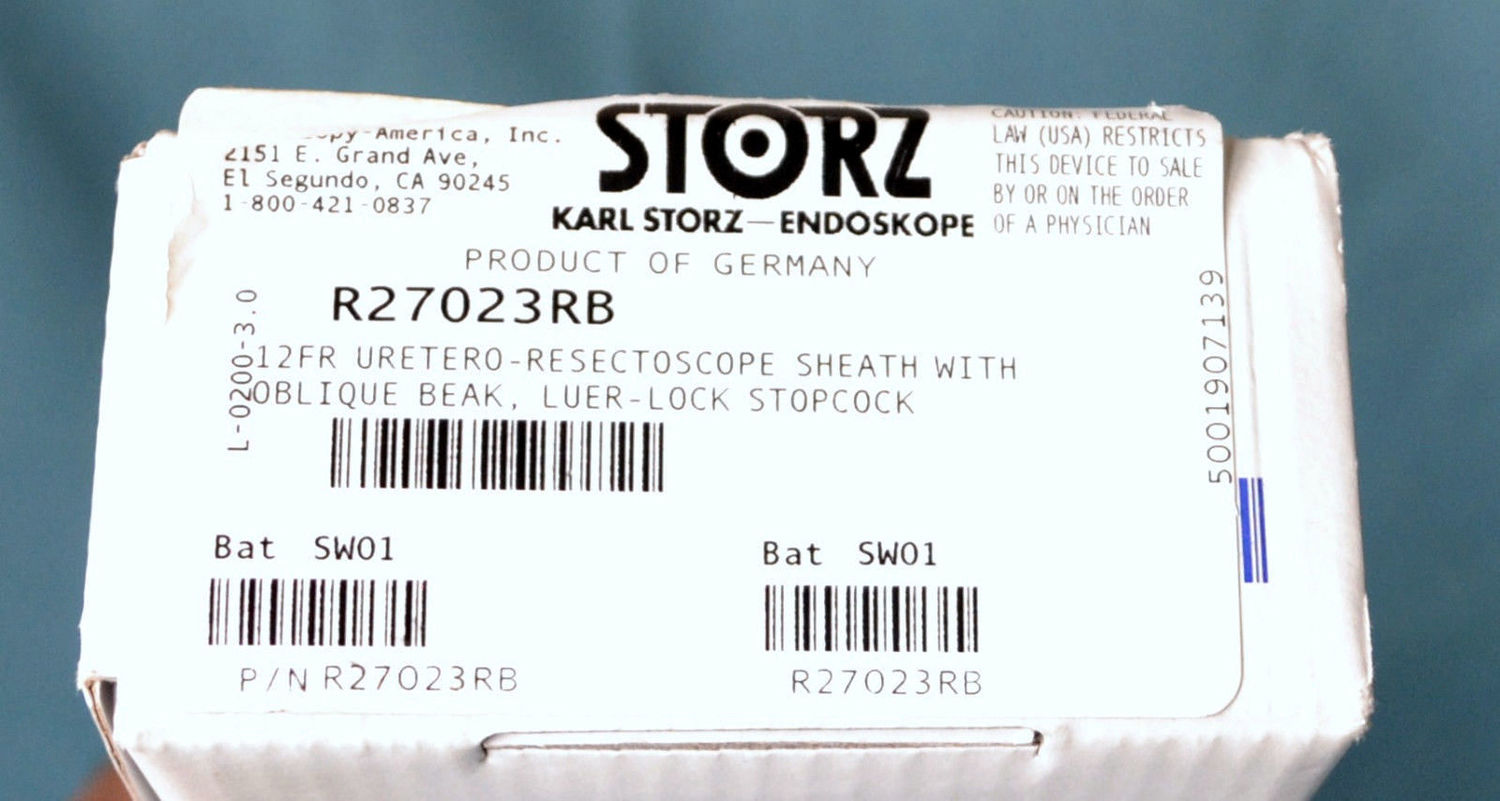 America, Inc.
2151 E. Grand Ave,
El Segundo, CA 90245
1-800-421-0837
STORZ
KARL STORZ—ENDOSKOPE
CAUTION: FEDERAL
LAW (USA) RESTRICTS
THIS DEVICE TO SALE
BY OR ON THE ORDER
OF A PHYSICIAN
PRODUCT OF GERMANY
R27023RB
L-0200-3.0
12FR URETERO-RESECTOSCOPE SHEATH WITH
OBLIQUE BEAK, LUER-LOCK STOPCOCK
5001907139
Bat SW01
Bat SW01
P/N R27023RB
R27023RB